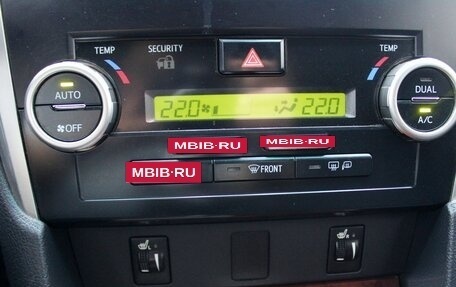 TEMP
SECURITY
TEMP
AUTO
OFF
22.0
22.0
DUAL
A/C
MBIB-RU
MBIB-RU
MBIB-RU
FRONT